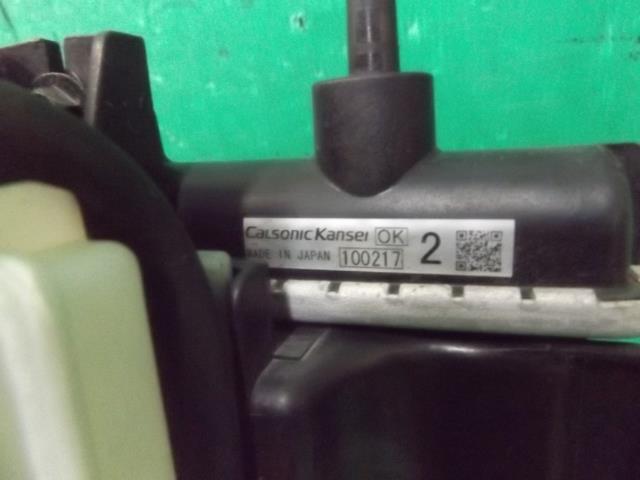 CalsonicKansei OK
MADE IN JAPAN 100217 2